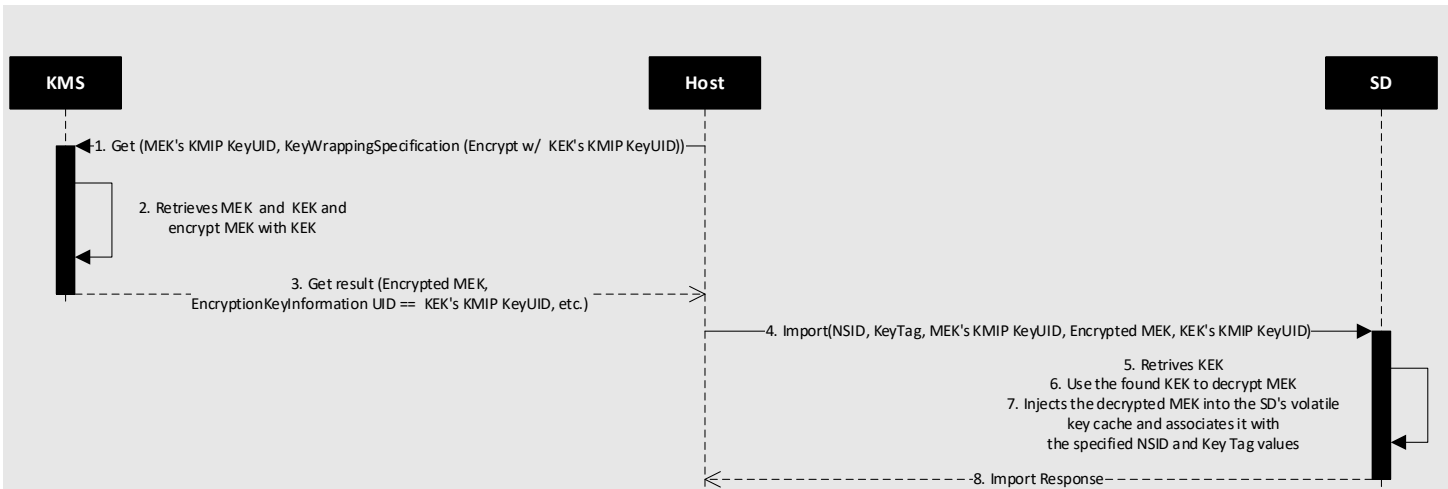 KMS
Host
SD
1. Get (MEK's KMIP KeyUID, KeyWrappingSpecification (Encrypt w/ KEK's KMIP KeyUID))
2. Retrieves MEK and KEK and
encrypt MEK with KEK
3. Get result (Encrypted MEK,
EncryptionKeyInformation UID == KEK's KMIP KeyUID, etc.)
4. Import(NSID, KeyTag, MEK's KMIP KeyUID, Encrypted MEK, KEK's KMIP KeyUID)
5. Retrives KEK
6. Use the found KEK to decrypt MEK
7. Injects the decrypted MEK into the SD's volatile
key cache and associates it with
the specified NSID and Key Tag values
8. Import Response